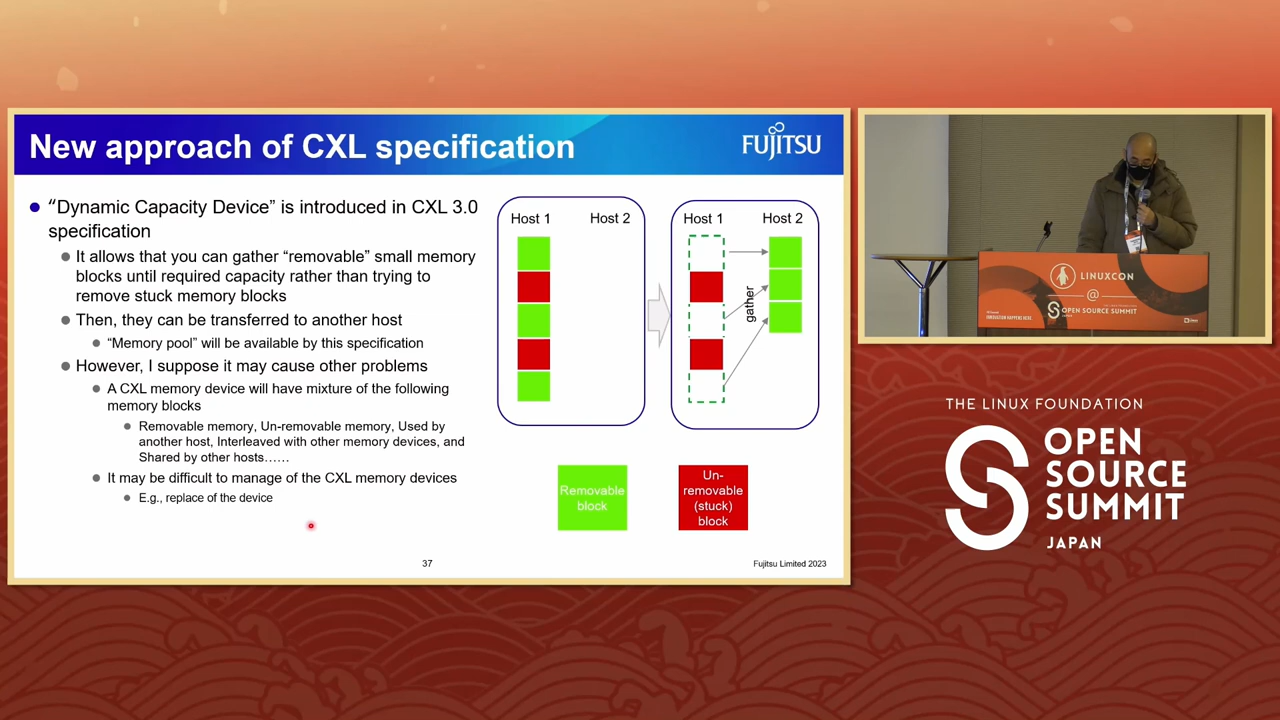 New approach of CXL specification
FUJITSU
“Dynamic Capacity Device” is introduced in CXL 3.0
specification
It allows that you can gather “removable” small memory
blocks until required capacity rather than trying to
remove stuck memory blocks
Then, they can be transferred to another host
“Memory pool” will be available by this specification
However, I suppose it may cause other problems
A CXL memory device will have mixture of the following
memory blocks
Removable memory, Un-removable memory, Used by
another host, Interleaved with other memory devices, and
Shared by other hosts……
It may be difficult to manage of the CXL memory devices
E.g., replace of the device
Host 1
Host 2
Host 1
Host 2
gather
Removable
block
Un-
removable
(stuck)
block
37
Fujitsu Limited 2023
LINUXCON
@
OPEN SOURCE SUMMIT
THE LINUX FOUNDATION
OPEN
SOURCE
SUMMIT
JAPAN